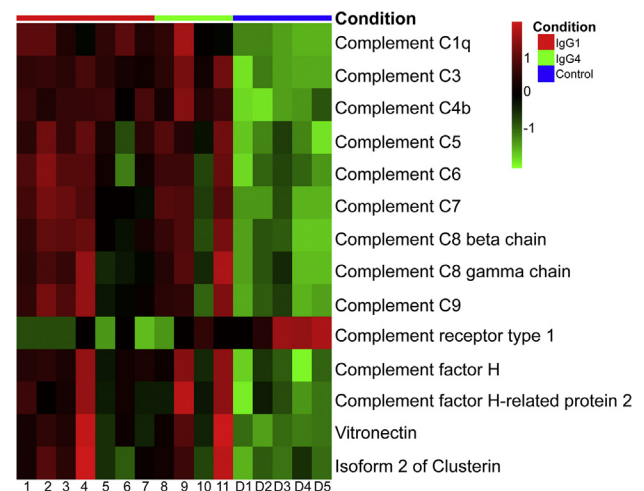 Condition
Complement C1q
Complement C3
Complement C4b
Complement C5
Complement C6
Complement C7
Complement C8 beta chain
Complement C8 gamma chain
Complement C9
Complement receptor type 1
Complement factor H
Complement factor H-related protein 2
Vitronectin
Isoform 2 of Clusterin
1 2 3 4 5 6 7 8 9 10 11 D1 D2 D3 D4 D5
1
0
-1
Condition
IgG1
IgG4
Control